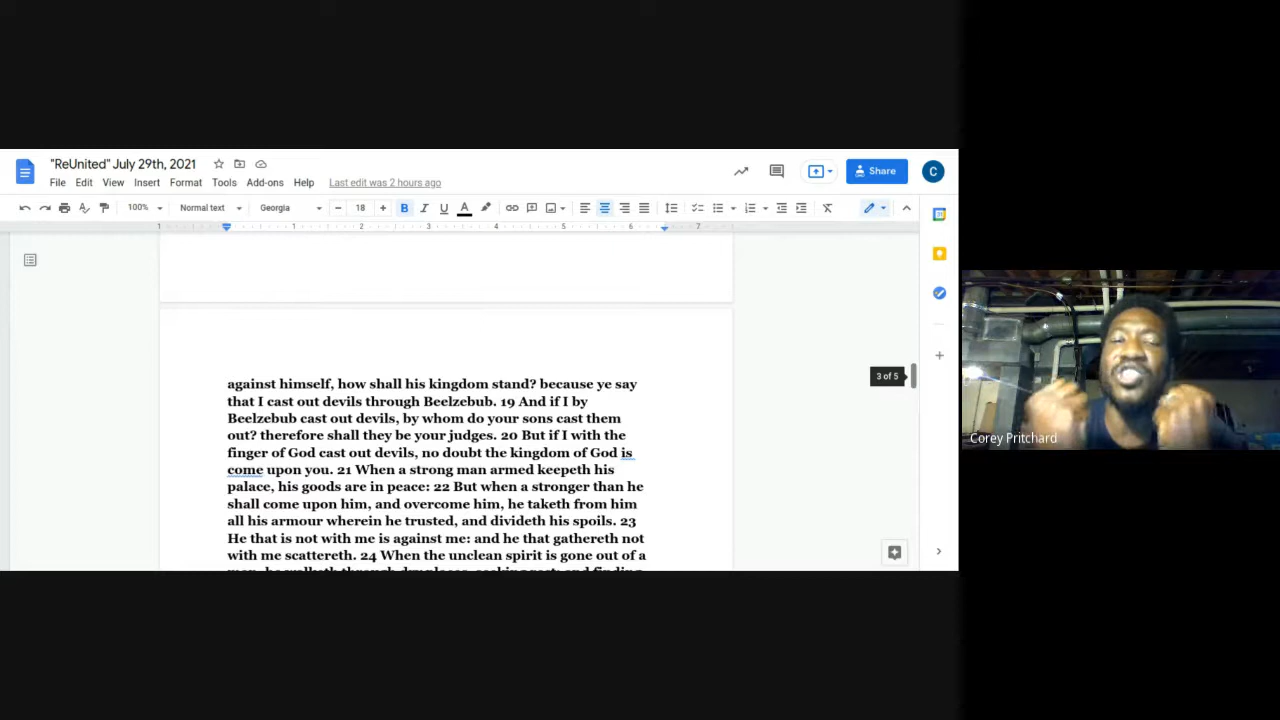 "ReUnited" July 29th, 2021
File Edit View Insert Format Tools Add-ons Help Last edit was 2 hours ago
Share
C
100% Normal text Georgia 18 B I U A
1 1 2 3 4 5 6 7
3 of 5
against himself, how shall his kingdom stand? because ye say
that I cast out devils through Beelzebub. 19 And if I by
Beelzebub cast out devils, by whom do your sons cast them
out? therefore shall they be your judges. 20 But if I with the
finger of God cast out devils, no doubt the kingdom of God is
come upon you. 21 When a strong man armed keepeth his
palace, his goods are in peace: 22 But when a stronger than he
shall come upon him, and overcome him, he taketh from him
all his armour wherein he trusted, and divideth his spoils. 23
He that is not with me is against me: and he that gathereth not
with me scattereth. 24 When the unclean spirit is gone out of a
Corey Pritchard